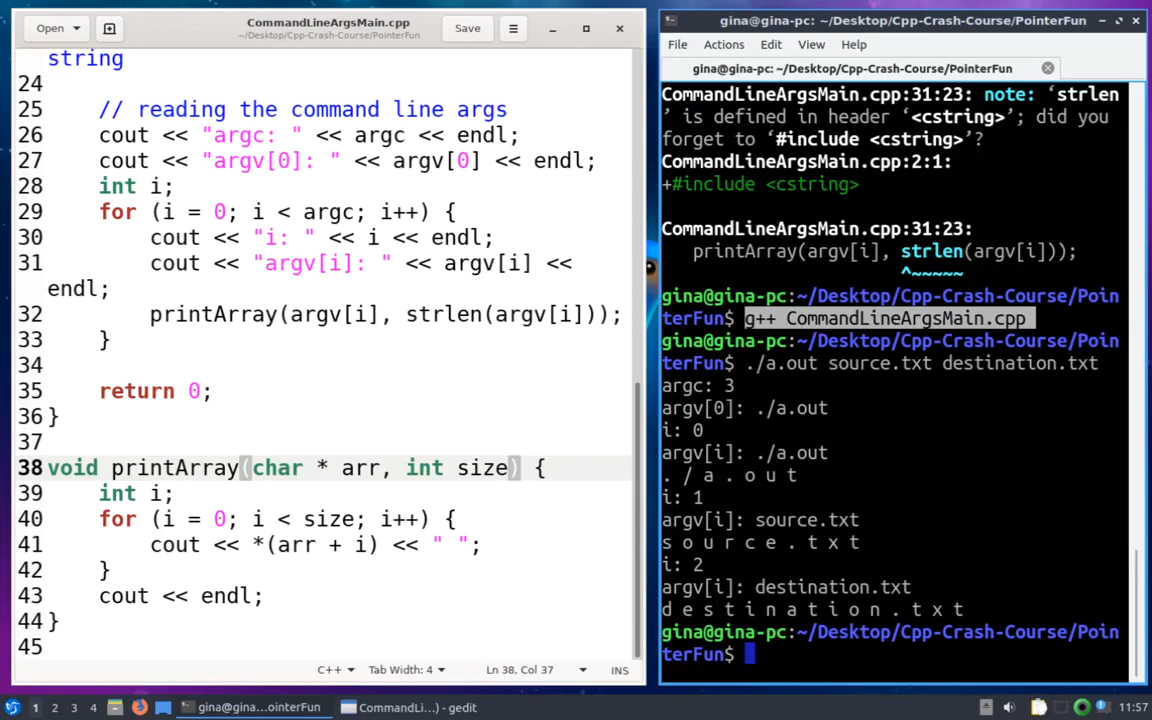 Open
CommandLineArgsMain.cpp
~/Desktop/Cpp-Crash-Course/PointerFun
Save
string
24
25 // reading the command line args
26 cout << "argc: " << argc << endl;
27 cout << "argv[0]: " << argv[0] << endl;
28 int i;
29 for (i = 0; i < argc; i++) {
30 cout << "i: " << i << endl;
31 cout << "argv[i]: " << argv[i] <<
endl;
32 printArray(argv[i], strlen(argv[i]));
33 }
34
35 return 0;
36 }
37
38 void printArray(char * arr, int size) {
39 int i;
40 for (i = 0; i < size; i++) {
41 cout << *(arr + i) << " ";
42 }
43 cout << endl;
44 }
45
C++ Tab Width: 4 Ln 38, Col 37 INS
gina@gina-pc: ~/Desktop/Cpp-Crash-Course/PointerFun
File Actions Edit View Help
gina@gina-pc: ~/Desktop/Cpp-Crash-Course/PointerFun
CommandLineArgsMain.cpp:31:23: note: ‘strlen
’ is defined in header ‘<cstring>’; did you
forget to ‘#include <cstring>’?
CommandLineArgsMain.cpp:2:1:
+#include <cstring>
CommandLineArgsMain.cpp:31:23:
printArray(argv[i], strlen(argv[i]));
^~~~~~
gina@gina-pc:~/Desktop/Cpp-Crash-Course/Poin
terFun$ g++ CommandLineArgsMain.cpp
gina@gina-pc:~/Desktop/Cpp-Crash-Course/Poin
terFun$ ./a.out source.txt destination.txt
argc: 3
argv[0]: ./a.out
i: 0
argv[i]: ./a.out
. / a . o u t
i: 1
argv[i]: source.txt
s o u r c e . t x t
i: 2
argv[i]: destination.txt
d e s t i n a t i o n . t x t
gina@gina-pc:~/Desktop/Cpp-Crash-Course/Poin
terFun$
1 2 3 4 gina@gina...ointerFun CommandLi...) - gedit 11:57